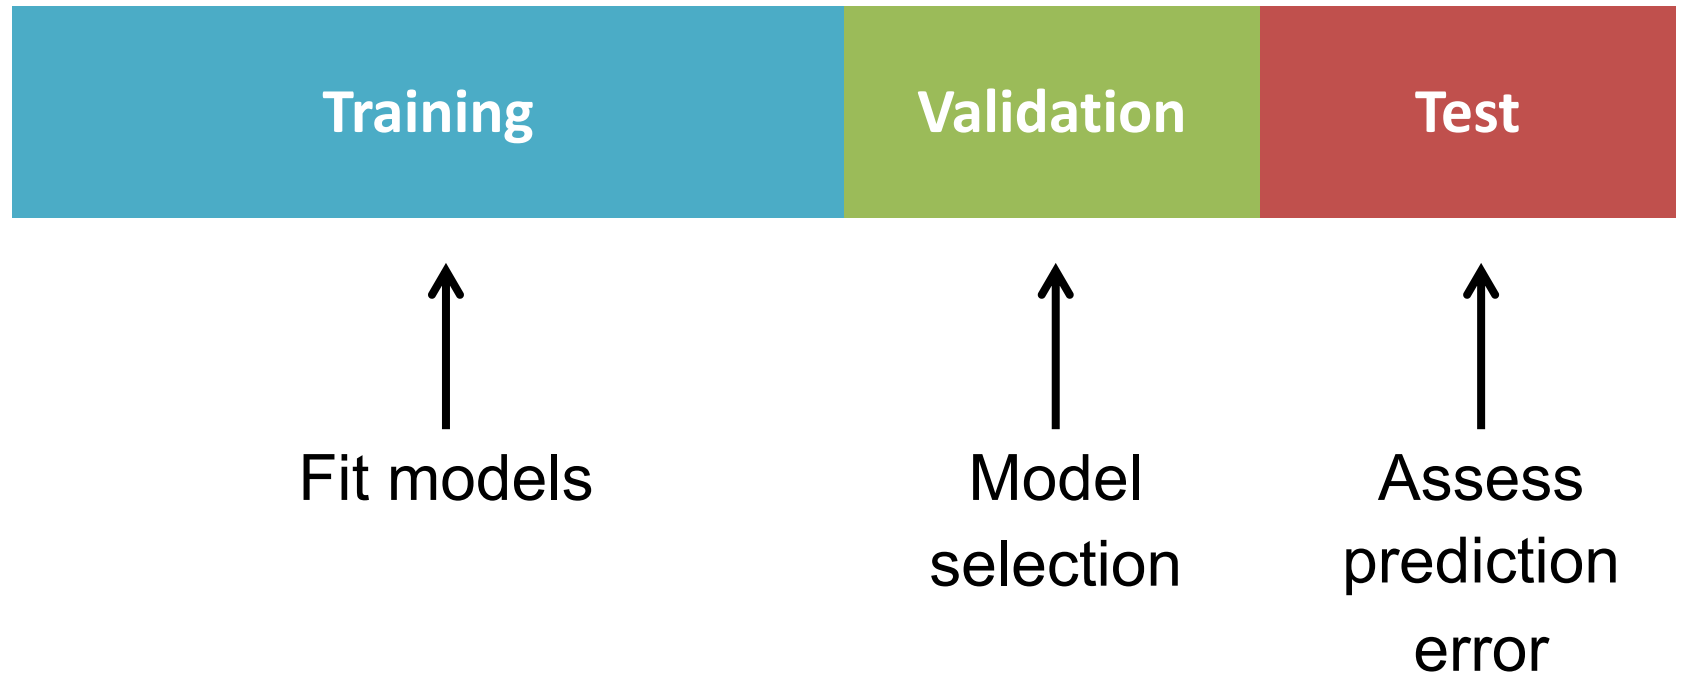 Training
Validation
Test
Fit models
Model
selection
Assess
prediction
error